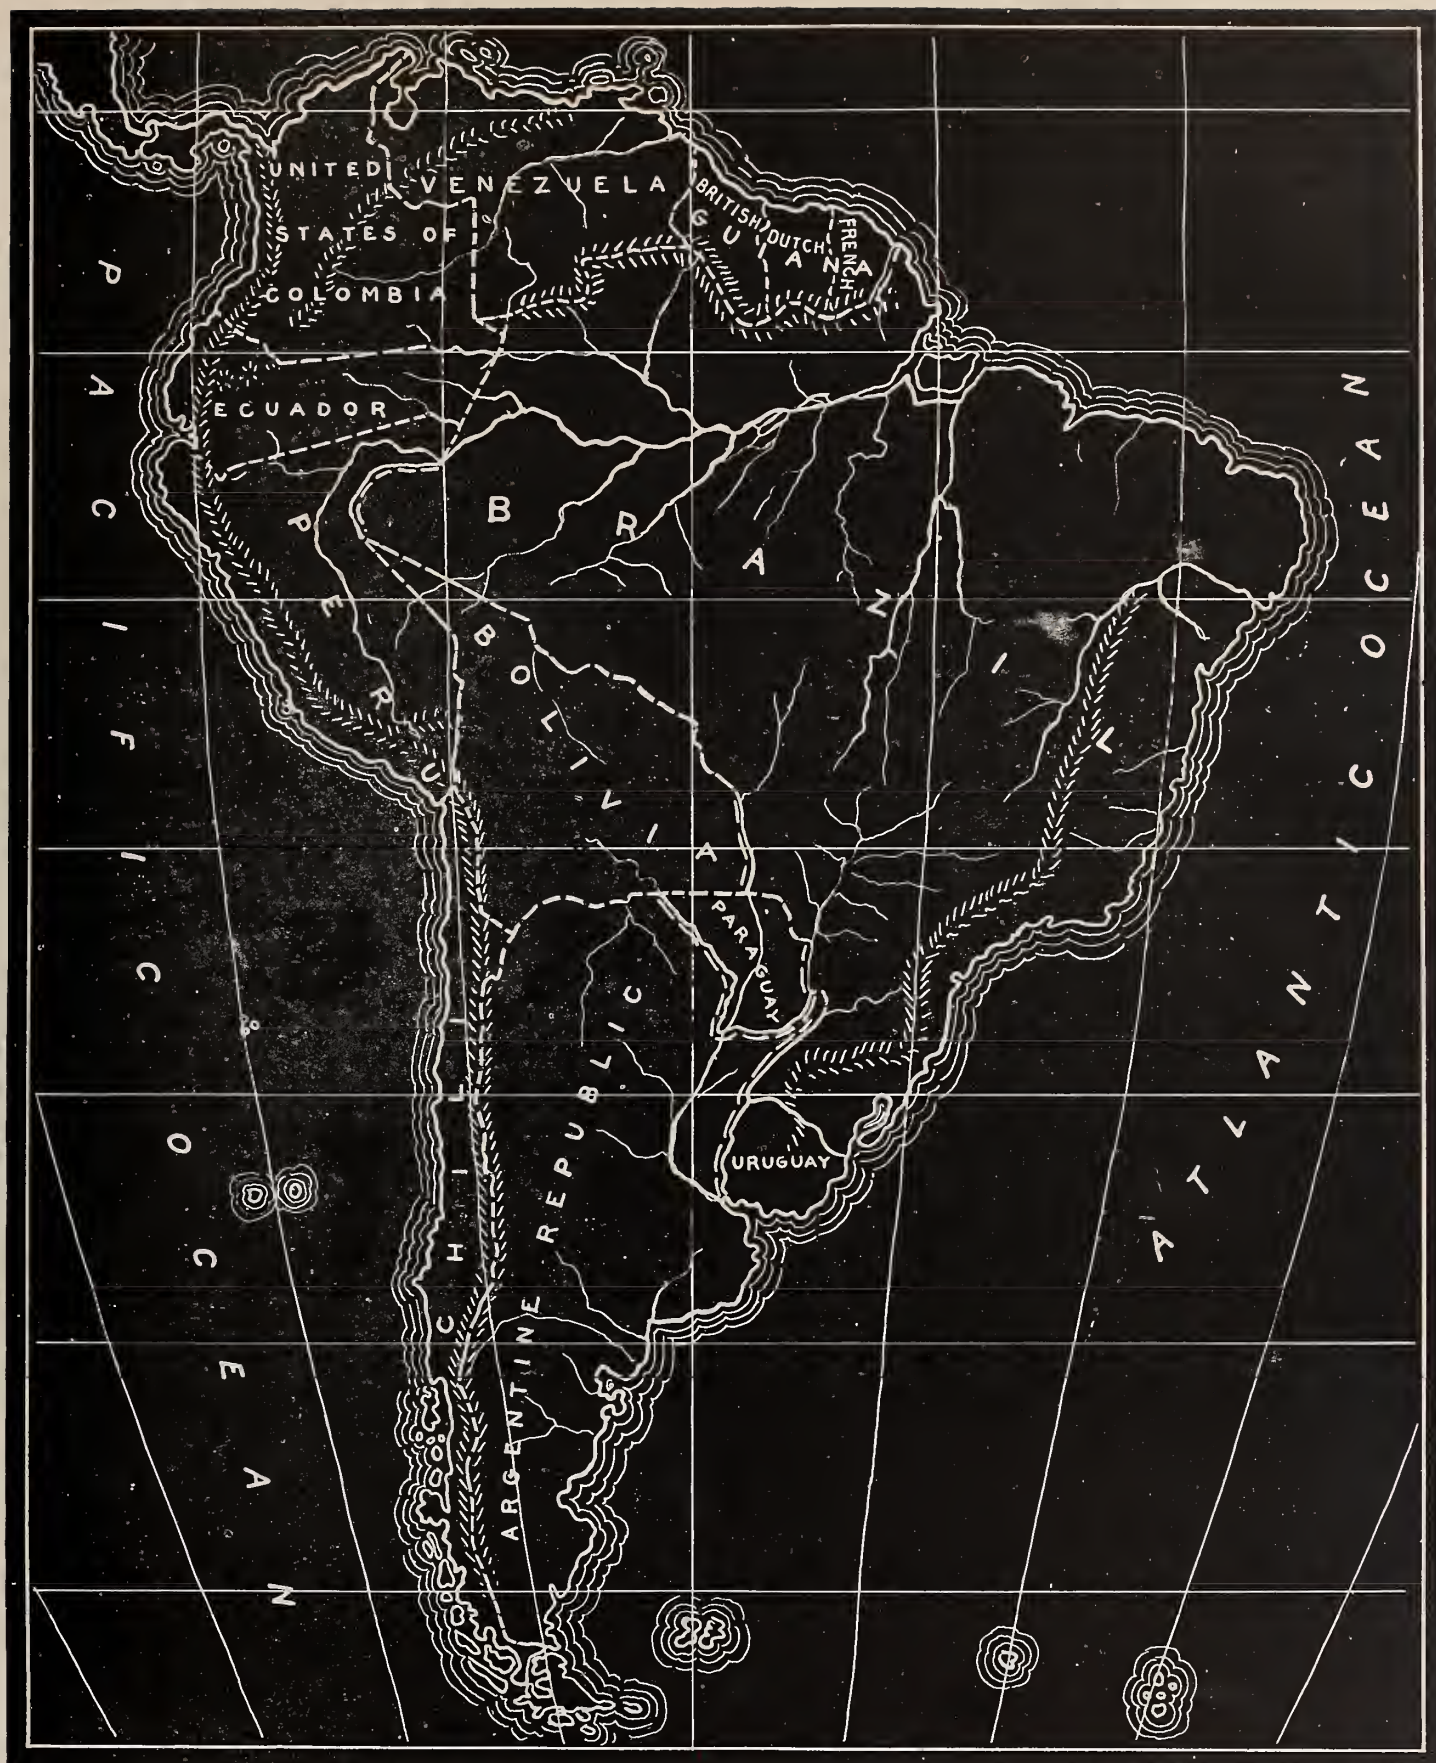 UNITED
STATES OF
COLOMBIA
VENEZUELA
BRITISH
DUTCH
FRENCH
GUIANA
ECUADOR
PERU
BRAZIL
BOLIVIA
PARAGUAY
CHILI
ARGENTINE REPUBLIC
URUGUAY
PACIFIC OCEAN
ATLANTIC OCEAN